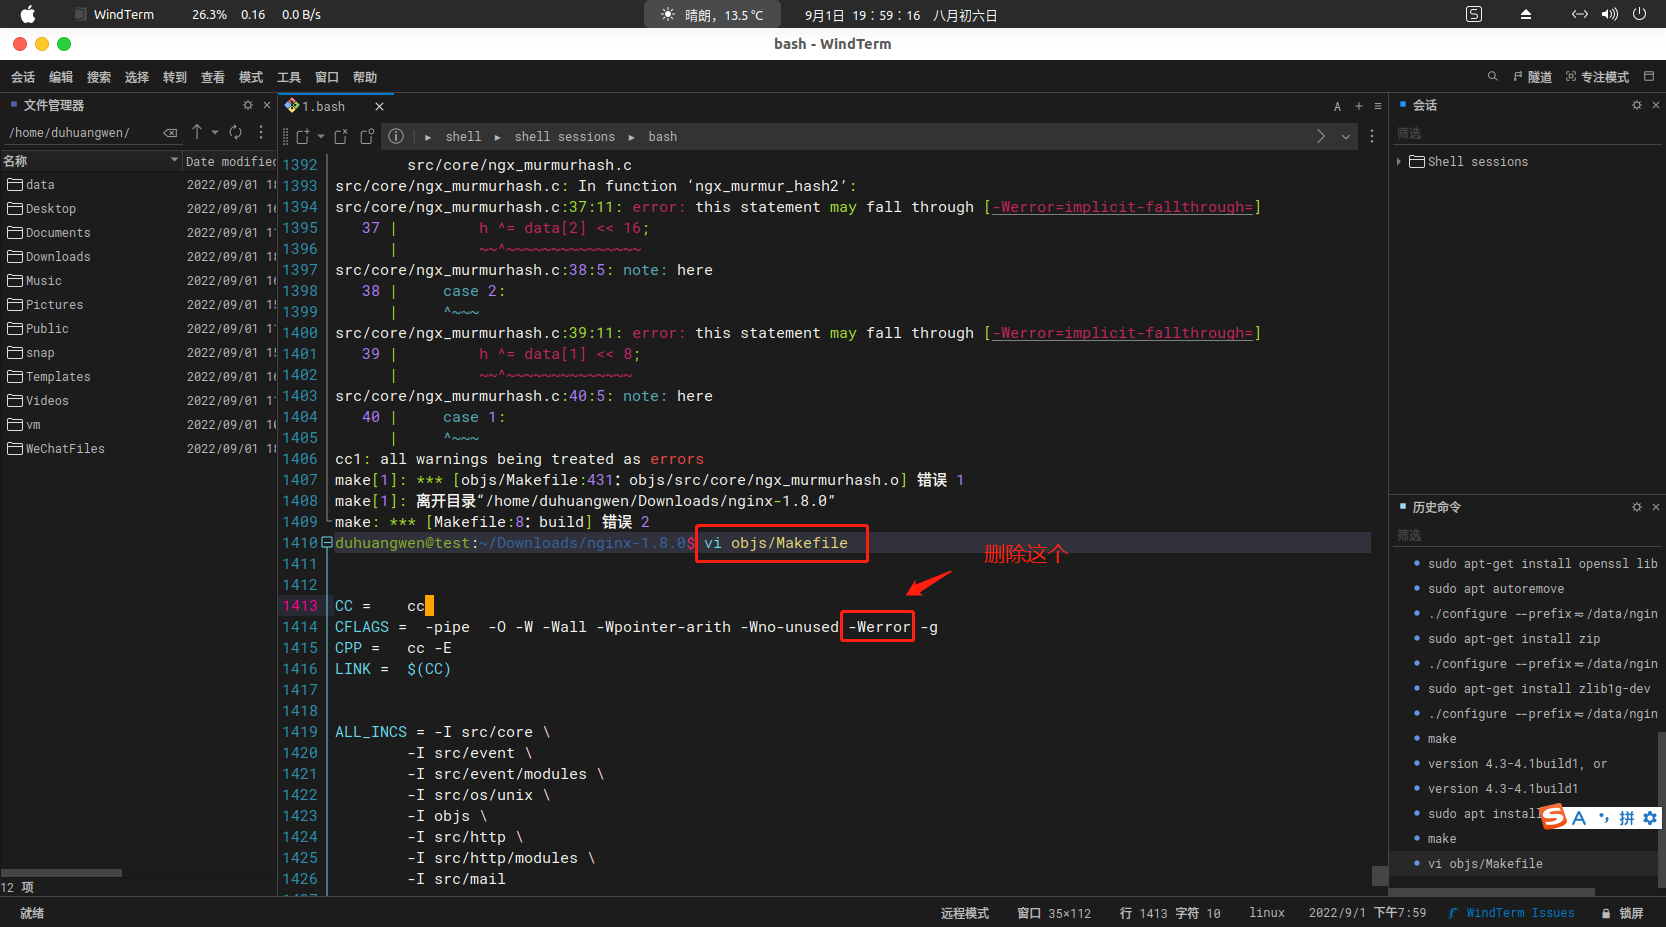 WindTerm 26.3% 0.16 0.0 B/s 晴朗，13.5 ℃ 9月1日 19：59：16 八月初六日
bash - WindTerm
会话 编辑 搜索 选择 转到 查看 模式 工具 窗口 帮助 隧道 专注模式
文件管理器
/home/duhuangwen/
名称 Date modified
data 2022/09/01 18
Desktop 2022/09/01 16
Documents 2022/09/01 11
Downloads 2022/09/01 18
Music 2022/09/01 16
Pictures 2022/09/01 15
Public 2022/09/01 11
snap 2022/09/01 15
Templates 2022/09/01 16
Videos 2022/09/01 11
vm 2022/09/01 16
WeChatFiles 2022/09/01 18
12 项
1.bash
A
shell shell sessions bash
1392 src/core/ngx_murmurhash.c
1393 src/core/ngx_murmurhash.c: In function ‘ngx_murmur_hash2’:
1394 src/core/ngx_murmurhash.c:37:11: error: this statement may fall through [-Werror=implicit-fallthrough=]
1395 37 | h ^= data[2] << 16;
1396 | ~~^~~~~~~~~~~~~~~~
1397 src/core/ngx_murmurhash.c:38:5: note: here
1398 38 | case 2:
1399 | ^~~~
1400 src/core/ngx_murmurhash.c:39:11: error: this statement may fall through [-Werror=implicit-fallthrough=]
1401 39 | h ^= data[1] << 8;
1402 | ~~^~~~~~~~~~~~~~~
1403 src/core/ngx_murmurhash.c:40:5: note: here
1404 40 | case 1:
1405 | ^~~~
1406 cc1: all warnings being treated as errors
1407 make[1]: *** [objs/Makefile:431：objs/src/core/ngx_murmurhash.o] 错误 1
1408 make[1]: 离开目录“/home/duhuangwen/Downloads/nginx-1.8.0”
1409 make: *** [Makefile:8：build] 错误 2
1410 duhuangwen@test:~/Downloads/nginx-1.8.0$ vi objs/Makefile
删除这个
1411
1412
1413 CC = cc
1414 CFLAGS = -pipe -O -W -Wall -Wpointer-arith -Wno-unused -Werror -g
1415 CPP = cc -E
1416 LINK = $(CC)
1417
1418
1419 ALL_INCS = -I src/core \
1420 -I src/event \
1421 -I src/event/modules \
1422 -I src/os/unix \
1423 -I objs \
1424 -I src/http \
1425 -I src/http/modules \
1426 -I src/mail
会话
筛选
Shell sessions
历史命令
筛选
sudo apt-get install openssl lib
sudo apt autoremove
./configure --prefix=/data/ngin
sudo apt-get install zip
./configure --prefix=/data/ngin
sudo apt-get install zlib1g-dev
./configure --prefix=/data/ngin
make
version 4.3-4.1build1, or
version 4.3-4.1build1
sudo apt install
S A 拼
make
vi objs/Makefile
就绪 远程模式 窗口 35×112 行 1413 字符 10 linux 2022/9/1 下午7:59 WindTerm Issues 锁屏